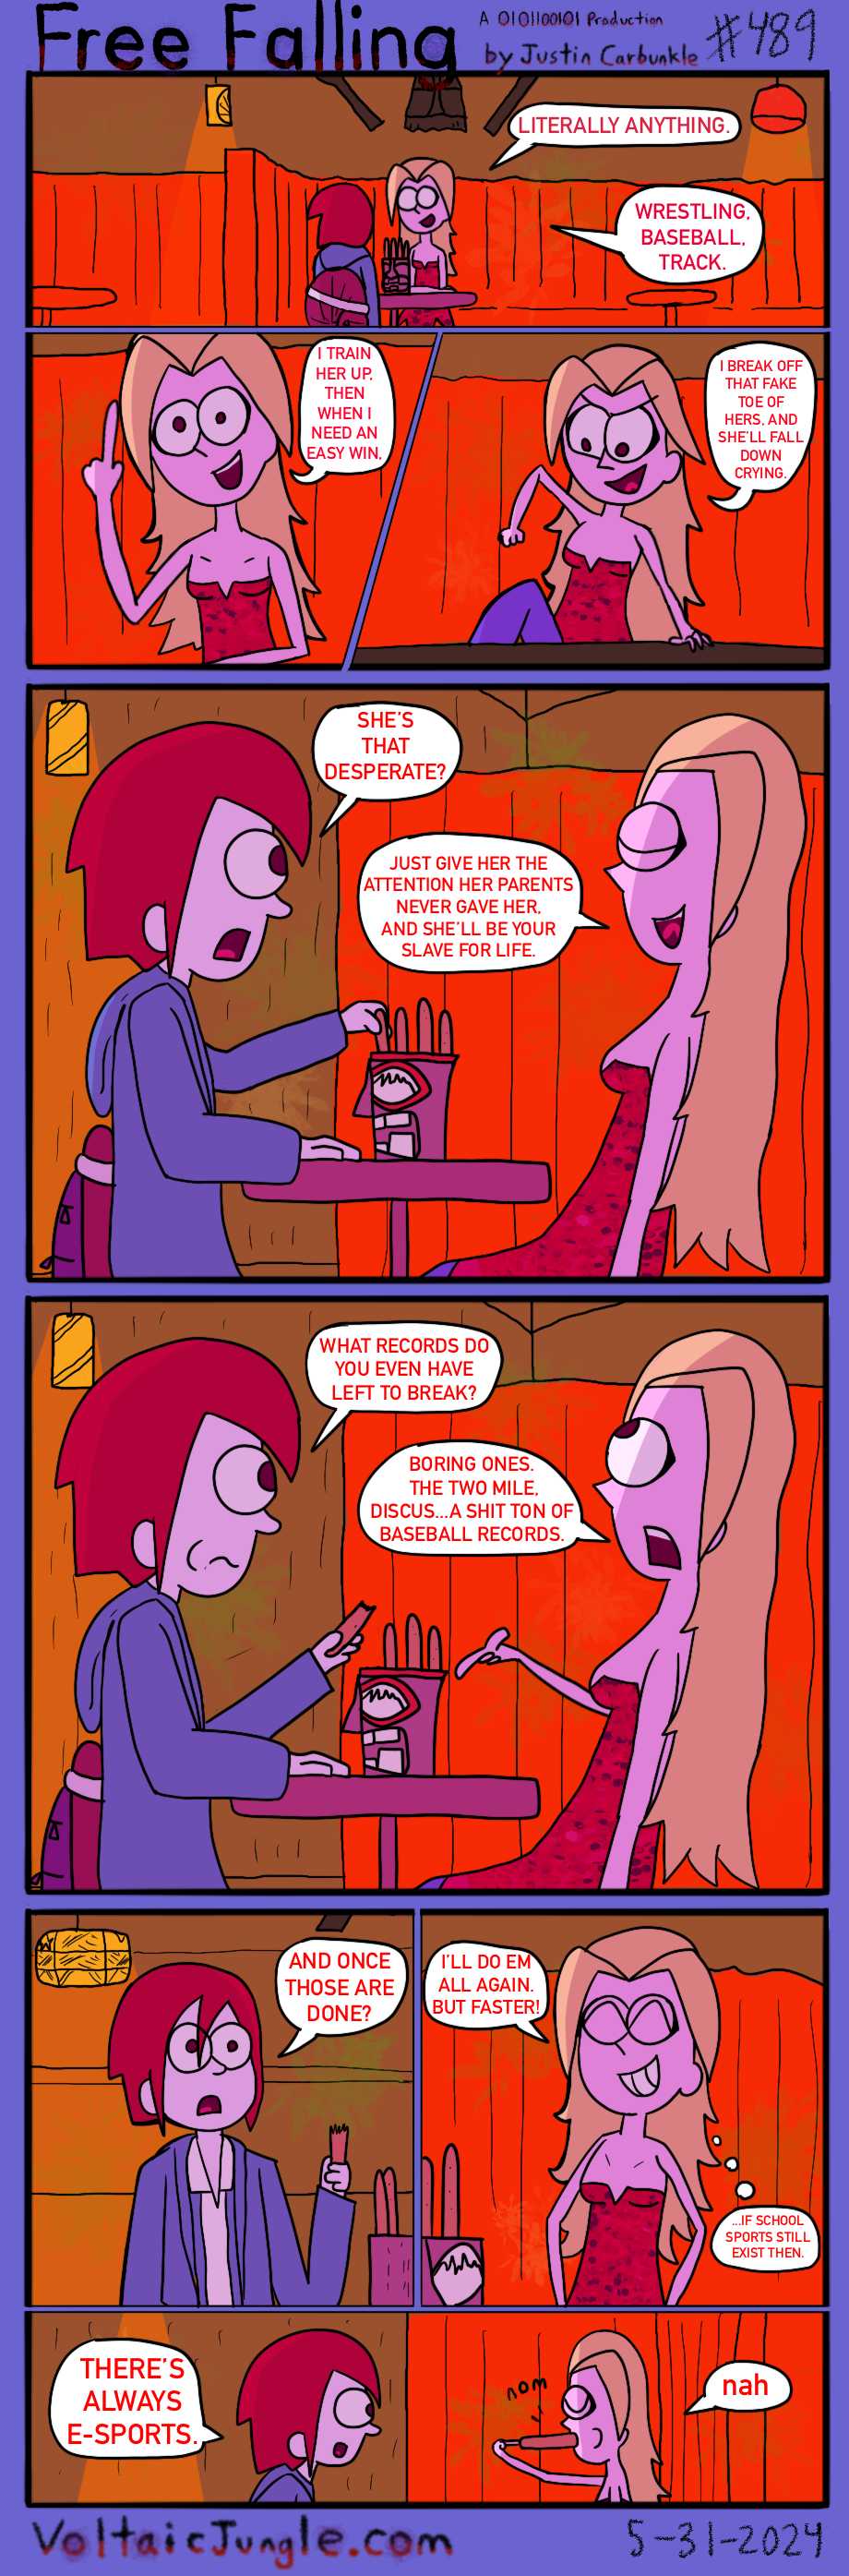 Free Falling
A 0101100101 Production
by Justin Carbunkle
#489
LITERALLY ANYTHING.
WRESTLING,
BASEBALL,
TRACK.
I TRAIN
HER UP,
THEN
WHEN I
NEED AN
EASY WIN,
I BREAK OFF
THAT FAKE
TOE OF
HERS, AND
SHE'LL FALL
DOWN
CRYING.
SHE'S
THAT
DESPERATE?
JUST GIVE HER THE
ATTENTION HER PARENTS
NEVER GAVE HER,
AND SHE'LL BE YOUR
SLAVE FOR LIFE.
WHAT RECORDS DO
YOU EVEN HAVE
LEFT TO BREAK?
BORING ONES.
THE TWO MILE,
DISCUS...A SHIT TON OF
BASEBALL RECORDS.
AND ONCE
THOSE ARE
DONE?
I'LL DO EM
ALL AGAIN.
BUT FASTER!
...IF SCHOOL
SPORTS STILL
EXIST THEN.
THERE'S
ALWAYS
E-SPORTS.
nom
nah
VoltaicJungle.com
5-31-2024